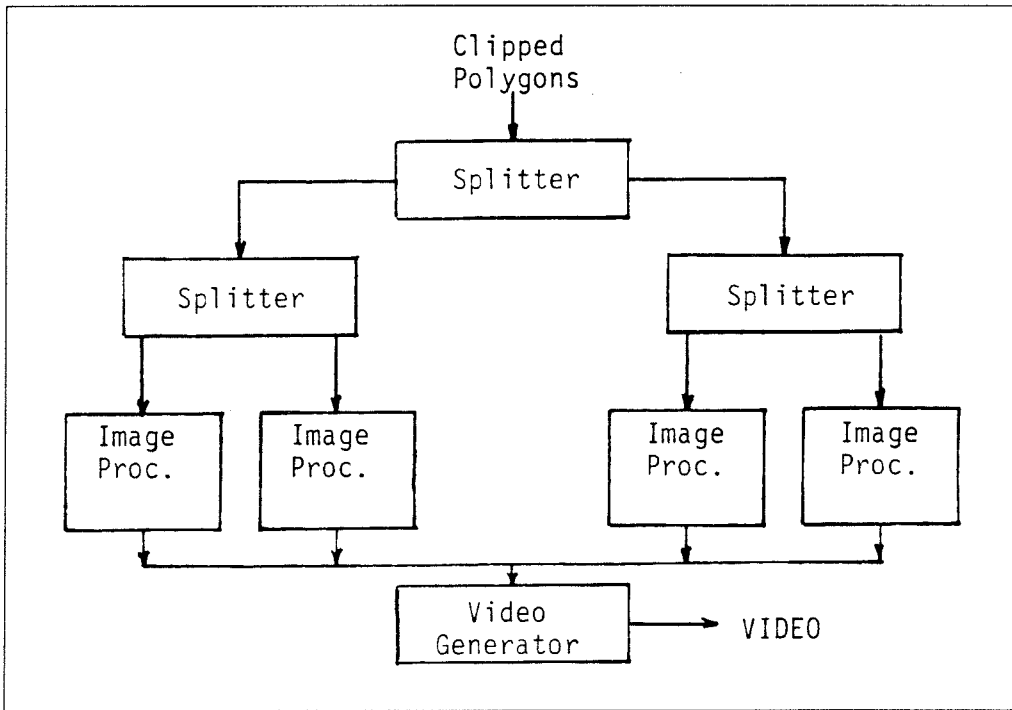 Clipped
Polygons
Splitter
Splitter
Splitter
Image
Proc.
Image
Proc.
Image
Proc.
Image
Proc.
Video
Generator
VIDEO